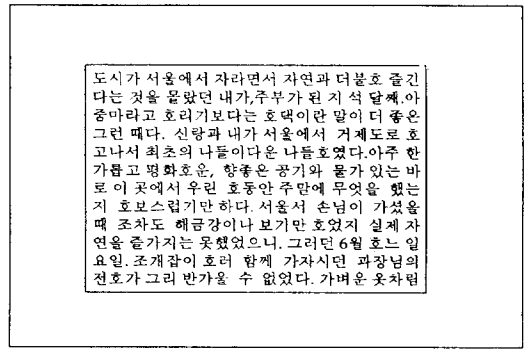 도시가 서울에서 자라면서 자연과 더불호 즐긴
다는 것을 몰랐던 내가,주부가 된 지 석 달째.아
줌마라고 호리기보다는 호댁이란 말이 더 좋은
그런 때다. 신랑과 내가 서울에서 거제도로 호
고나서 최초의 나들이다운 나들호였다.아주 한
가롭고 평화호운, 향좋은 공기와 물가 있는 바
로 이 곳에서 우린 호동안 주말에 무엇을 했는
지 호보스럽기만 하다. 서울서 손님이 가셨을
때 조차도 해금강이나 보기만 호었지 실제 자
연을 즐가지는 못했었으니. 그러던 6월 호느 일
요일. 조개잡이 호러 함께 가자시던 과장님의
전호가 그리 반가울 수 없었다. 가벼운 옷차림